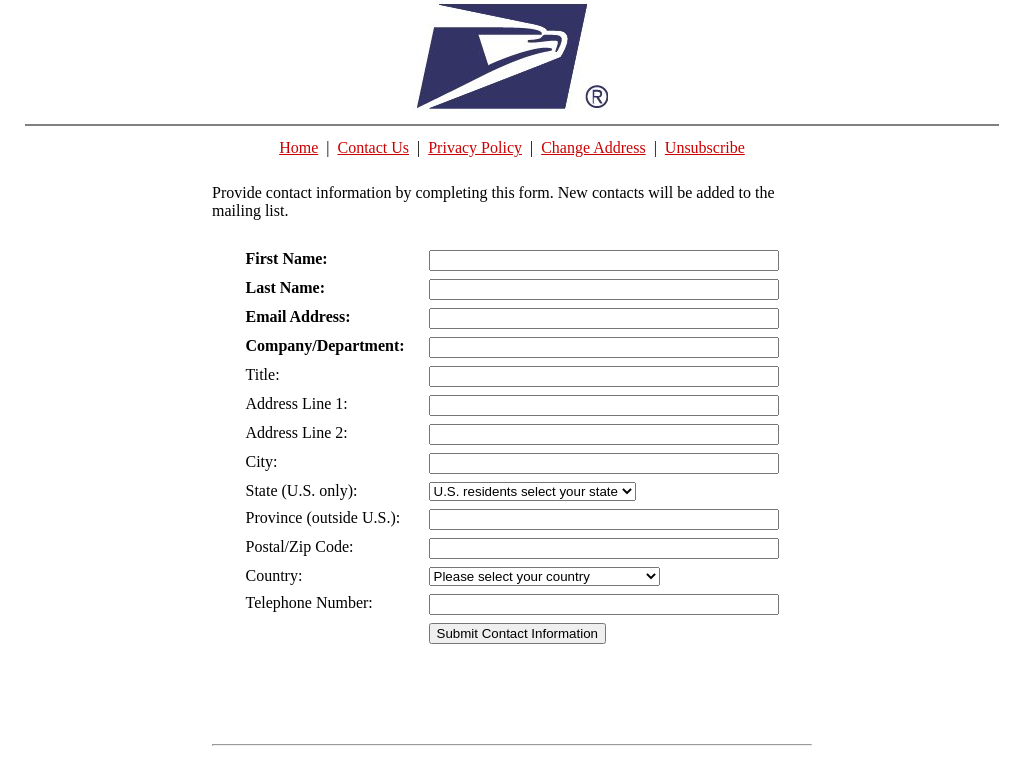 ®
Home | Contact Us | Privacy Policy | Change Address | Unsubscribe
Provide contact information by completing this form. New contacts will be added to the
mailing list.
First Name:
Last Name:
Email Address:
Company/Department:
Title:
Address Line 1:
Address Line 2:
City:
State (U.S. only): U.S. residents select your state
Province (outside U.S.):
Postal/Zip Code:
Country: Please select your country
Telephone Number:
Submit Contact Information